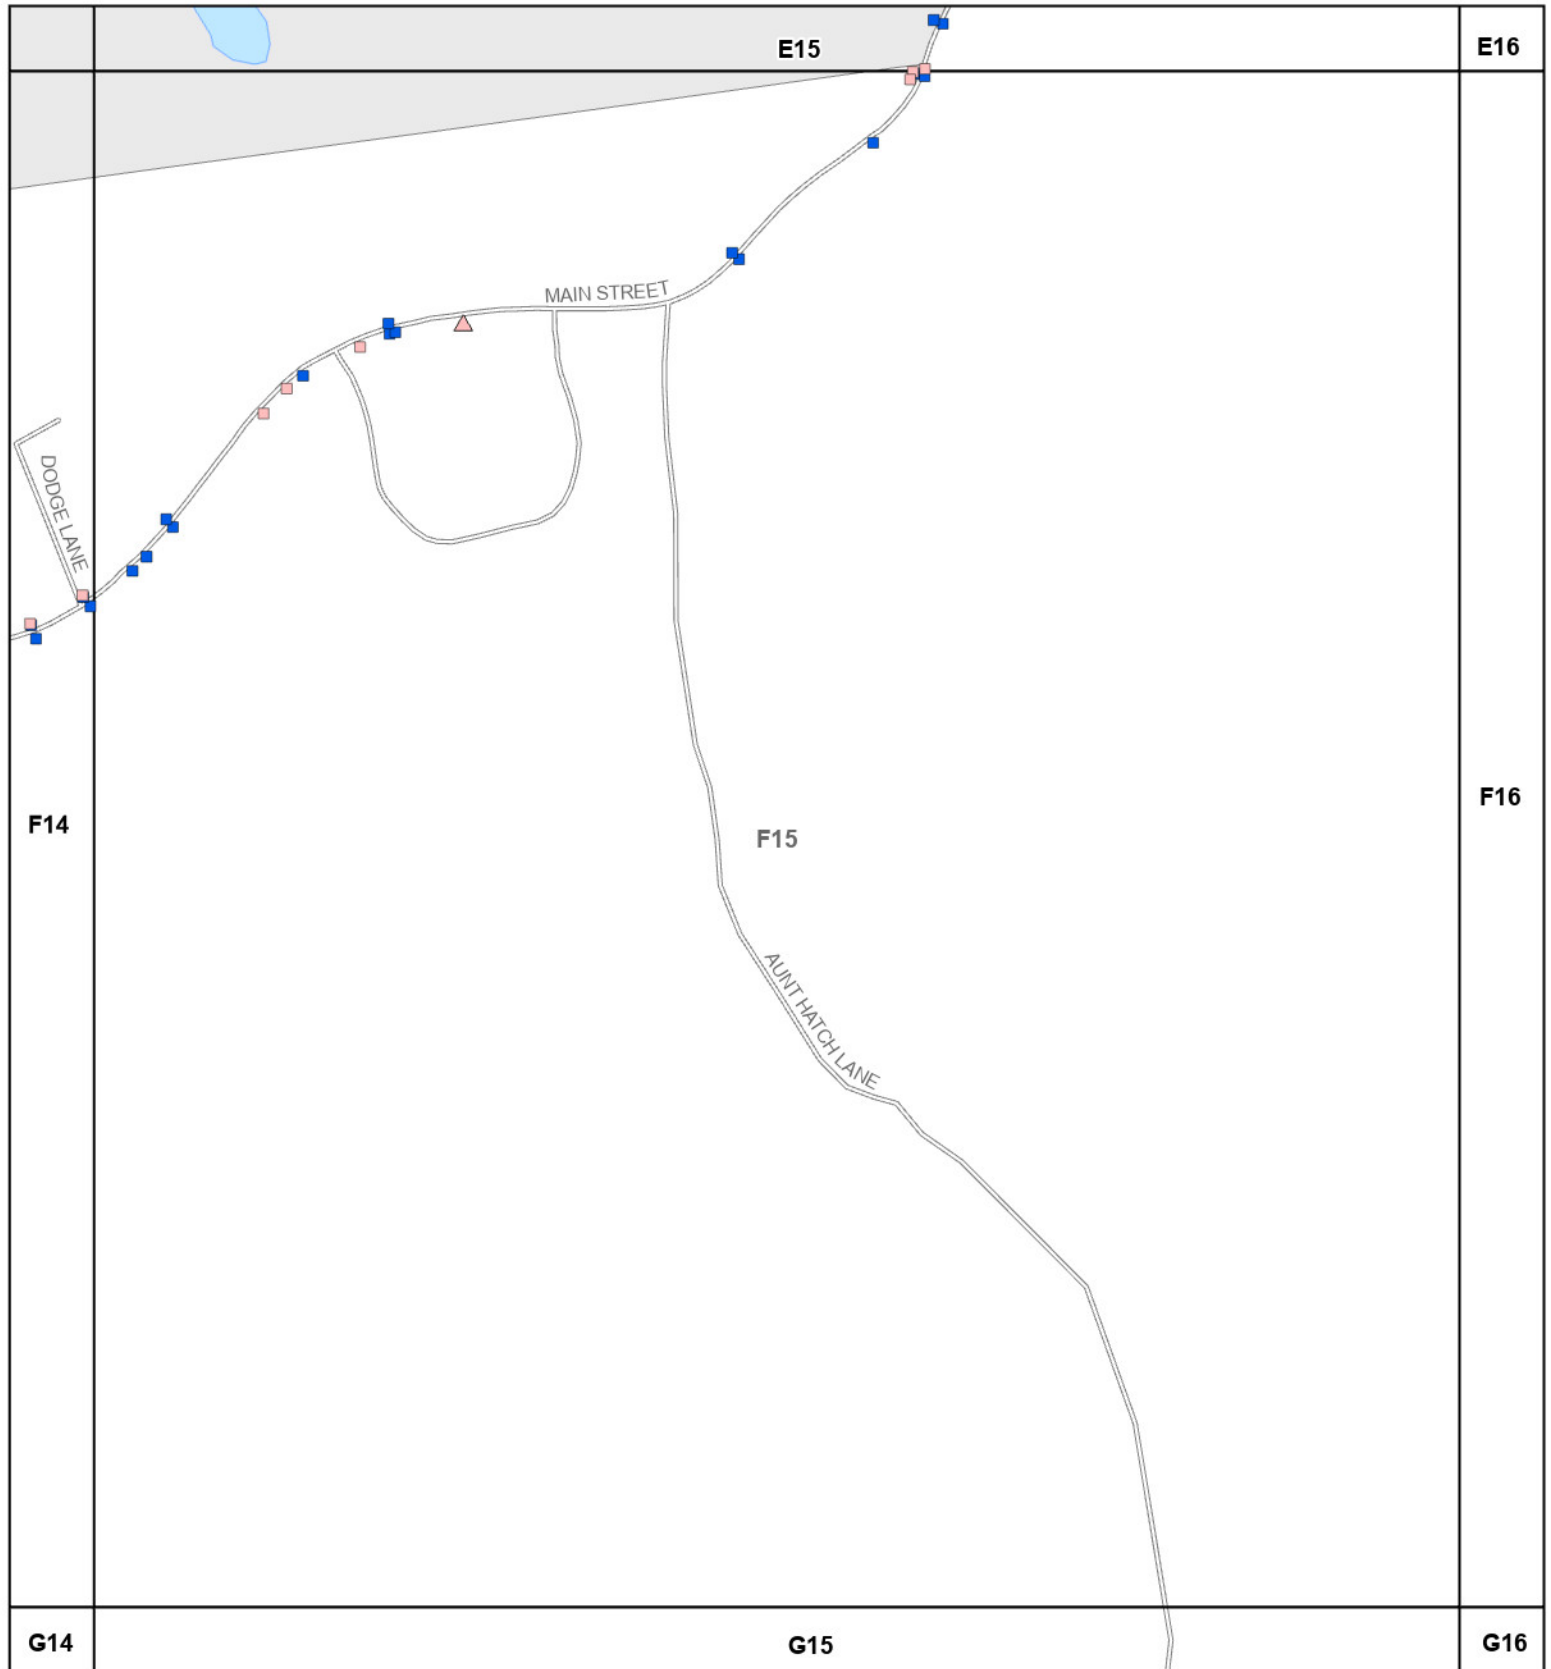 E15
E16
MAIN STREET
DODGE LANE
F14
F15
F16
AUNT HATCH LANE
G14
G15
G16